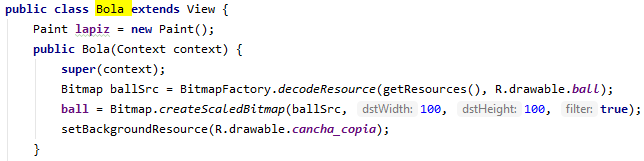 public class Bola extends View {
Paint lapiz = new Paint();
public Bola(Context context) {
super(context);
Bitmap ballSrc = BitmapFactory.decodeResource(getResources(), R.drawable.ball);
ball = Bitmap.createScaledBitmap(ballSrc, dstWidth: 100, dstHeight: 100, filter: true);
setBackgroundResource(R.drawable.cancha_copia);
}